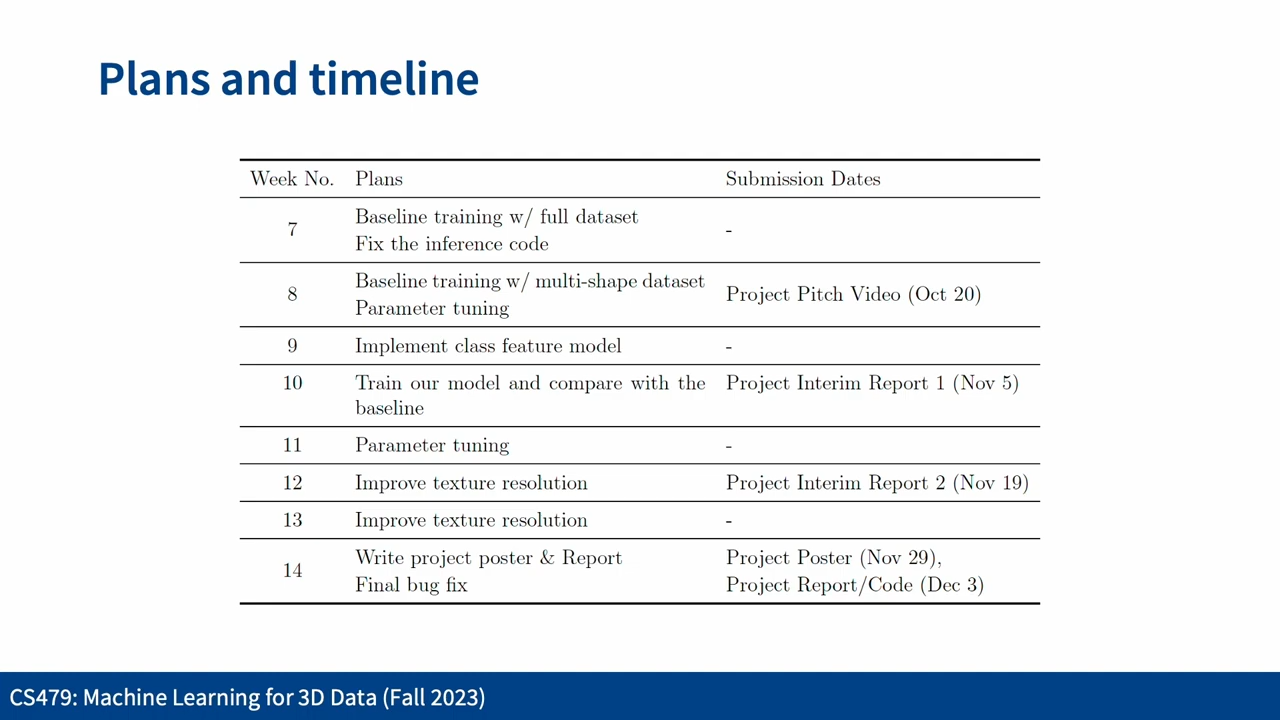 Plans and timeline
Week No. Plans Submission Dates
7 Baseline training w/ full dataset -
Fix the inference code
8 Baseline training w/ multi-shape dataset Project Pitch Video (Oct 20)
Parameter tuning
9 Implement class feature model -
10 Train our model and compare with the Project Interim Report 1 (Nov 5)
baseline
11 Parameter tuning -
12 Improve texture resolution Project Interim Report 2 (Nov 19)
13 Improve texture resolution -
14 Write project poster & Report Project Poster (Nov 29),
Final bug fix Project Report/Code (Dec 3)
CS479: Machine Learning for 3D Data (Fall 2023)